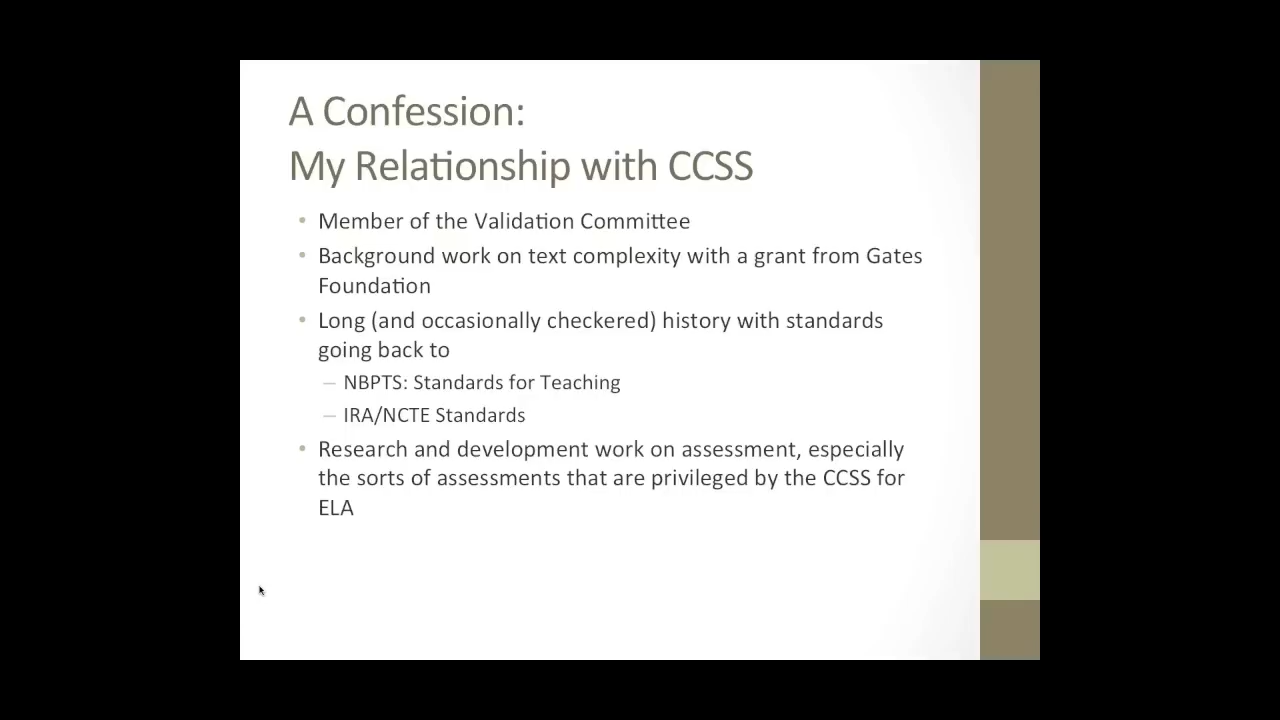 A Confession:
My Relationship with CCSS
• Member of the Validation Committee
• Background work on text complexity with a grant from Gates
Foundation
• Long (and occasionally checkered) history with standards
going back to
– NBPTS: Standards for Teaching
– IRA/NCTE Standards
• Research and development work on assessment, especially
the sorts of assessments that are privileged by the CCSS for
ELA